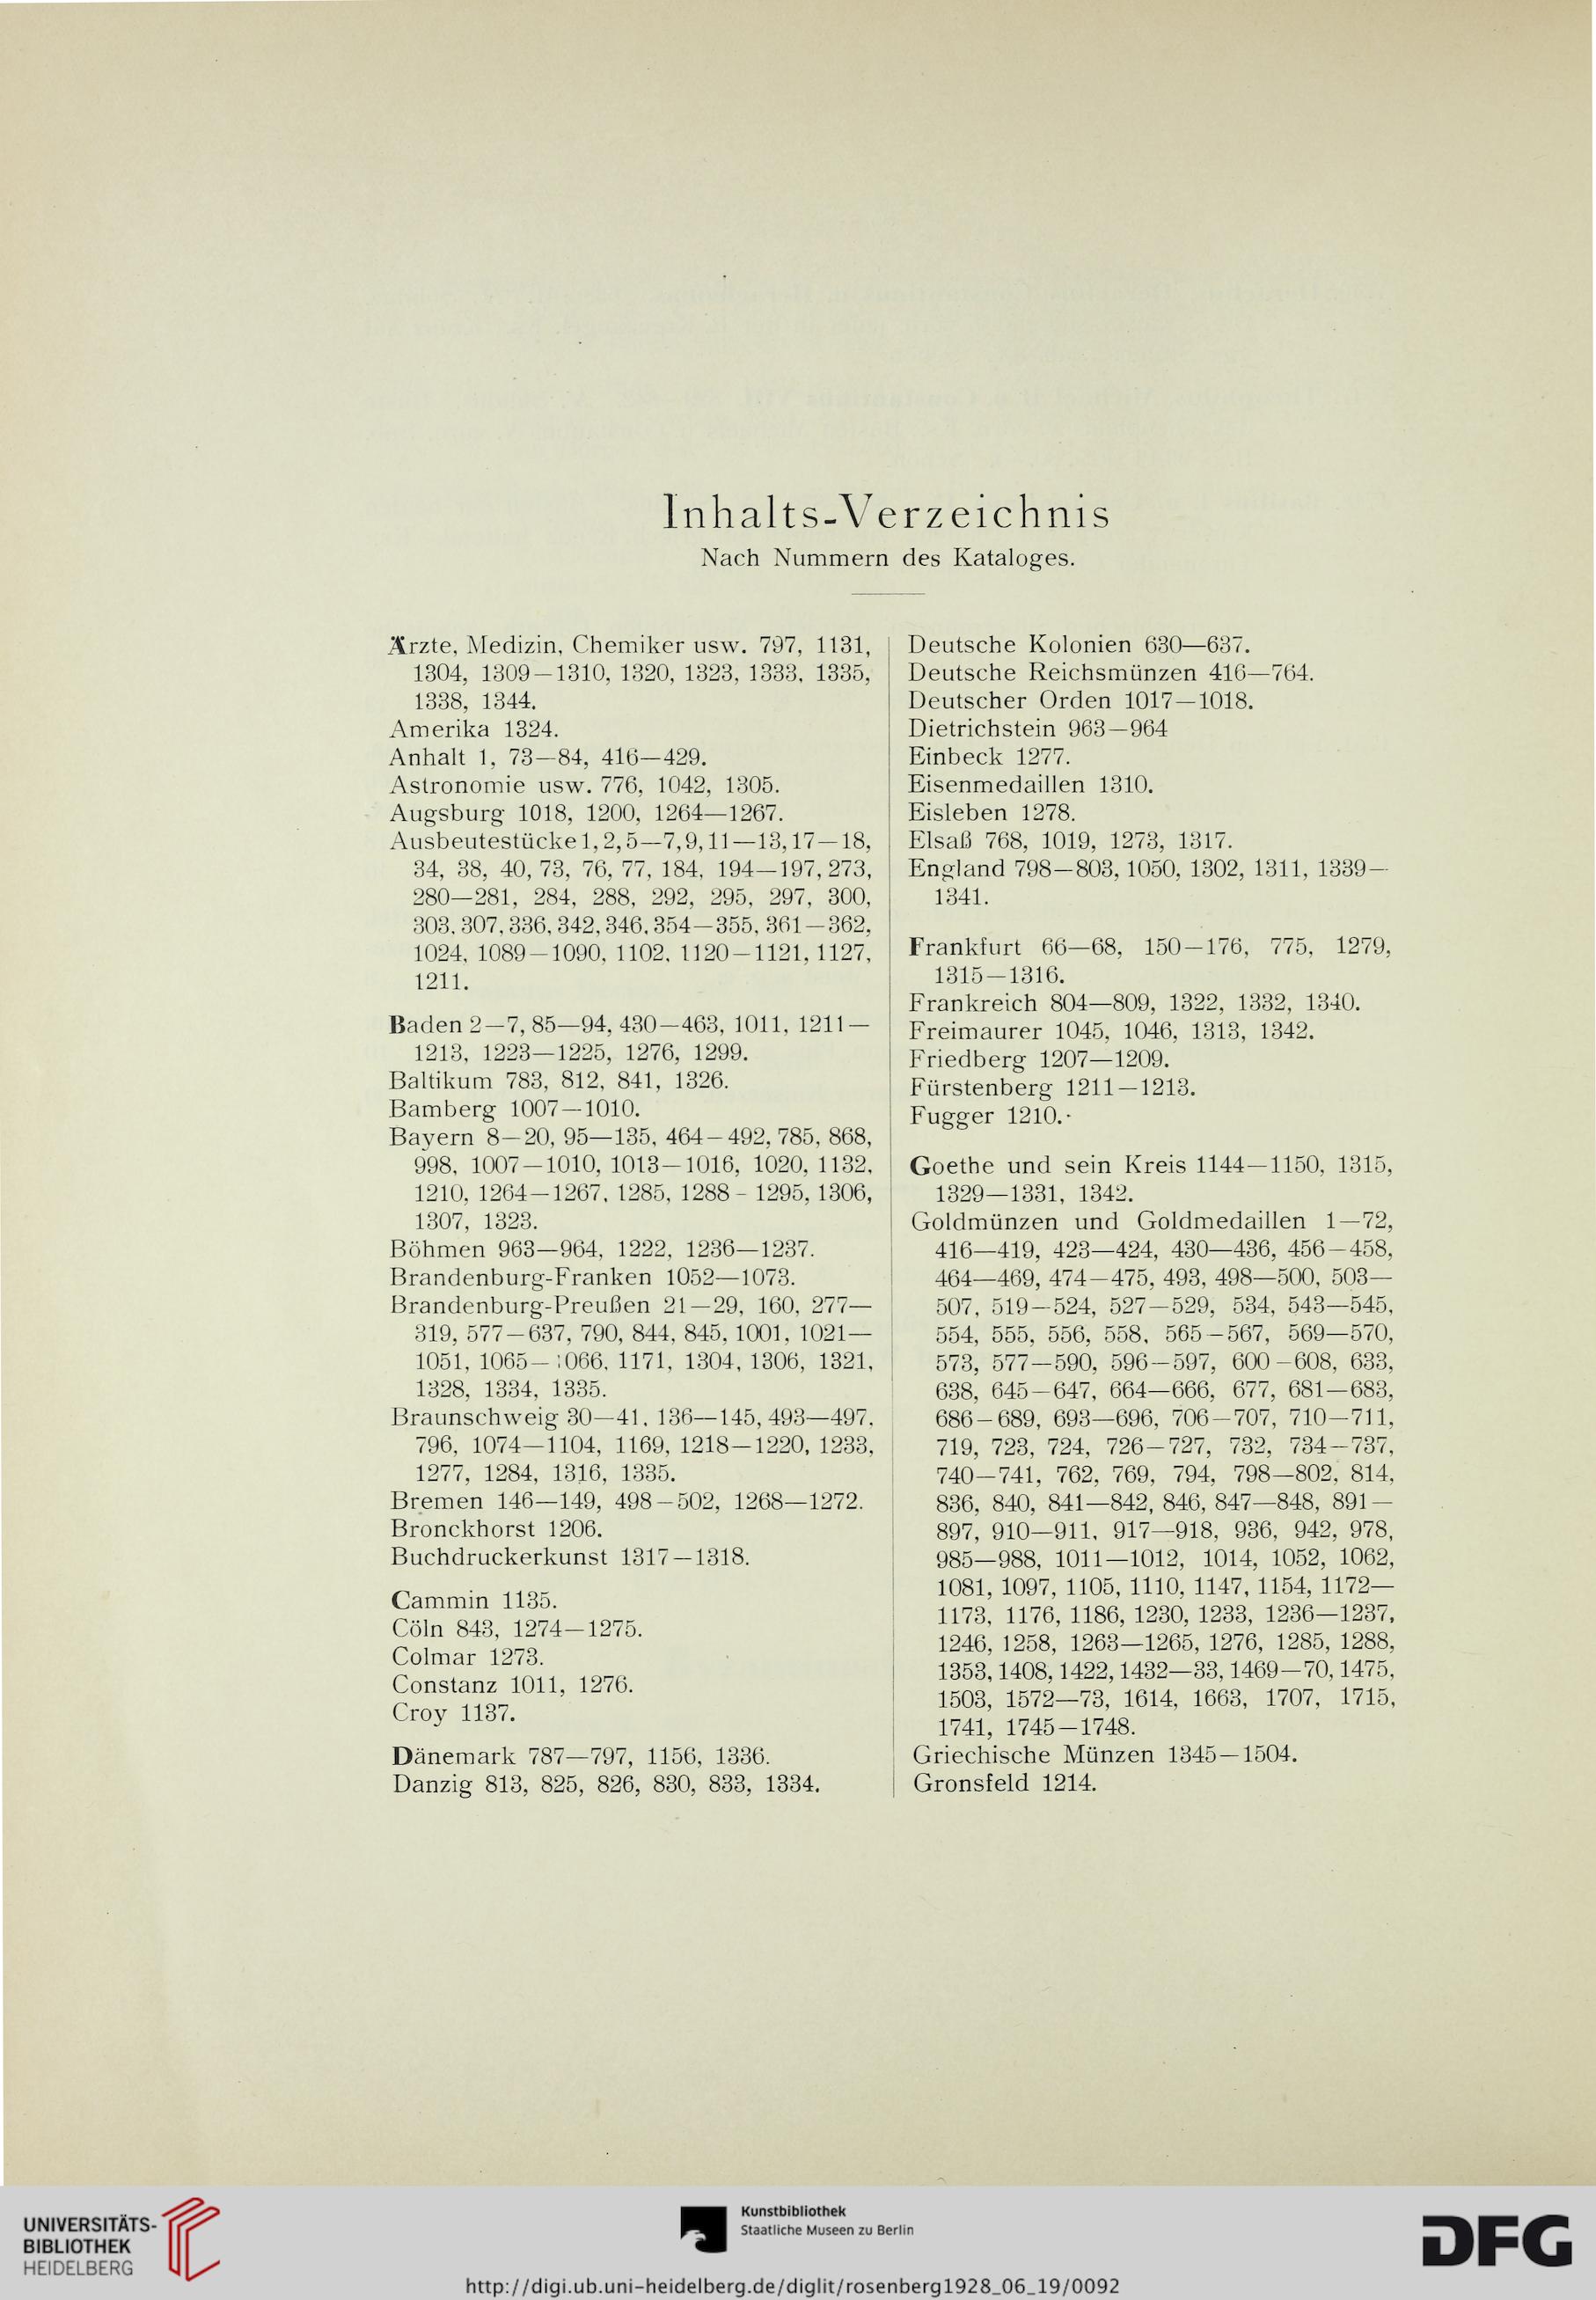 Inhalts-Verzeichnis
Nach Nummern des Kataloges.
Ärzte, Medizin, Chemiker usw. 797, 1131,
1304, 1309—1310, 1320, 1323, 1333, 1335,
1338, 1344.
Amerika 1324.
Anhalt 1, 73—84, 416—429.
Astronomie usw. 776, 1042, 1305.
Augsburg 1018, 1200, 1264—1267.
Ausbeutestücke 1, 2, 5—7, 9, 11—13, 17—18,
34, 38, 40, 73, 76, 77, 184, 194—197, 273,
280—281, 284, 288, 292, 295, 297, 300,
303, 307, 336, 342, 346, 354—355, 361—362,
1024, 1089—1090, 1102, 1120—1121, 1127,
1211.
Baden 2—7, 85—94, 430—463, 1011, 1211—
1213, 1223—1225, 1276, 1299.
Baltikum 783, 812, 841, 1326.
Bamberg 1007—1010.
Bayern 8—20, 95—135, 464—492, 785, 868,
998, 1007—1010, 1013—1016, 1020, 1132,
1210, 1264—1267, 1285, 1288 - 1295, 1306,
1307, 1323.
Böhmen 963—964, 1222, 1236—1237.
Brandenburg-Franken 1052—1073.
Brandenburg-Preußen 21—29, 160, 277—
319, 577—637, 790, 844, 845, 1001, 1021—
1051, 1065—1066, 1171, 1304, 1306, 1321,
1328, 1334, 1335.
Braunschweig 30—41, 136—145, 493—497,
796, 1074—1104, 1169, 1218—1220, 1233,
1277, 1284, 1316, 1335.
Bremen 146—149, 498—502, 1268—1272.
Bronckhorst 1206.
Buchdruckerkunst 1317—1318.
Cammin 1135.
Cöln 843, 1274—1275.
Colmar 1273.
Constanz 1011, 1276.
Croy 1137.
Dänemark 787—797, 1156, 1336.
Danzig 813, 825, 826, 830, 833, 1334.
Deutsche Kolonien 630—637.
Deutsche Reichsmünzen 416—764.
Deutscher Orden 1017—1018.
Dietrichstein 963—964
Einbeck 1277.
Eisenmedaillen 1310.
Eisleben 1278.
Elsaß 768, 1019, 1273, 1317.
England 798—803, 1050, 1302, 1311, 1339—
1341.
Frankfurt 66—68, 150—176, 775, 1279,
1315—1316.
Frankreich 804—809, 1322, 1332, 1340.
Freimaurer 1045, 1046, 1313, 1342.
Friedberg 1207—1209.
Fürstenberg 1211—1213.
Fugger 1210.
Goethe und sein Kreis 1144—1150, 1315,
1329—1331, 1342.
Goldmünzen und Goldmedaillen 1—72,
416—419, 423—424, 430—436, 456—458,
464—469, 474—475, 493, 498—500, 503—
507, 519—524, 527—529, 534, 543—545,
554, 555, 556, 558, 565—567, 569—570,
573, 577—590, 596—597, 600—608, 633,
638, 645—647, 664—666, 677, 681—683,
686—689, 693—696, 706—707, 710—711,
719, 723, 724, 726—727, 732, 734—737,
740—741, 762, 769, 794, 798—802, 814,
836, 840, 841—842, 846, 847—848, 891—
897, 910—911, 917—918, 936, 942, 978,
985—988, 1011—1012, 1014, 1052, 1062,
1081, 1097, 1105, 1110, 1147, 1154, 1172—
1173, 1176, 1186, 1230, 1233, 1236—1237,
1246, 1258, 1263—1265, 1276, 1285, 1288,
1353, 1408, 1422, 1432—33, 1469—70, 1475,
1503, 1572—73, 1614, 1663, 1707, 1715,
1741, 1745—1748.
Griechische Münzen 1345—1504.
Gronsfeld 1214.
UNIVERSITÄTS-
BIBLIOTHEK
HEIDELBERG
Kunstbibliothek
Staatliche Museen zu Berlin
DFG
http://digi.ub.uni-heidelberg.de/diglit/rosenberg1928_06_19/0092